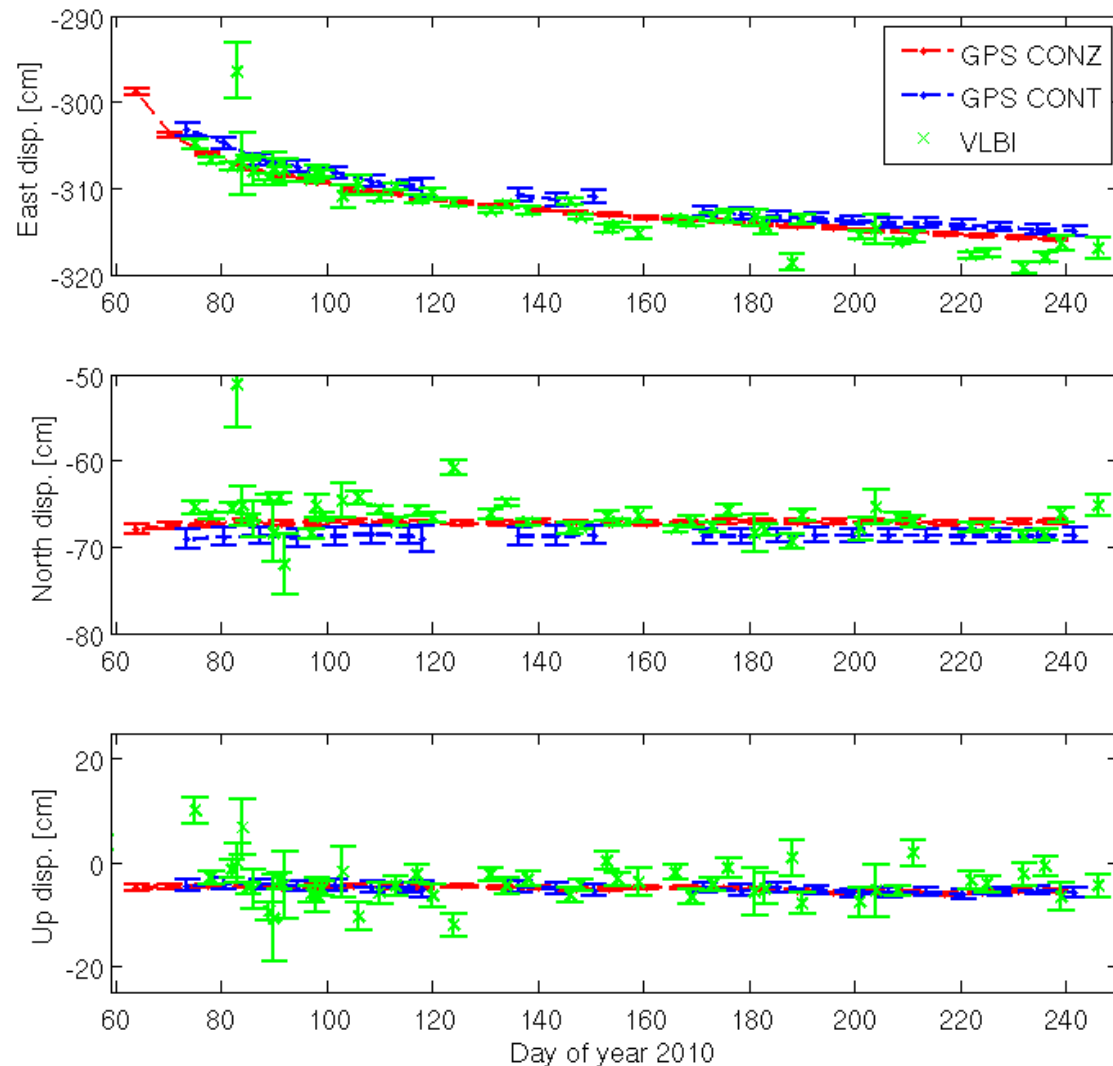 -290
-300
-310
-320
East disp. [cm]
GPS CONZ
GPS CONT
VLBI
60 80 100 120 140 160 180 200 220 240
-50
-60
-70
-80
North disp. [cm]
60 80 100 120 140 160 180 200 220 240
20
0
-20
Up disp. [cm]
60 80 100 120 140 160 180 200 220 240
Day of year 2010